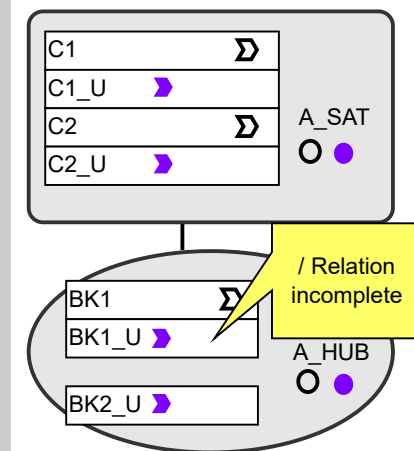 C1
C1_U
C2
C2_U
A_SAT
/ Relation
incomplete
BK1
BK1_U
A_HUB
BK2_U